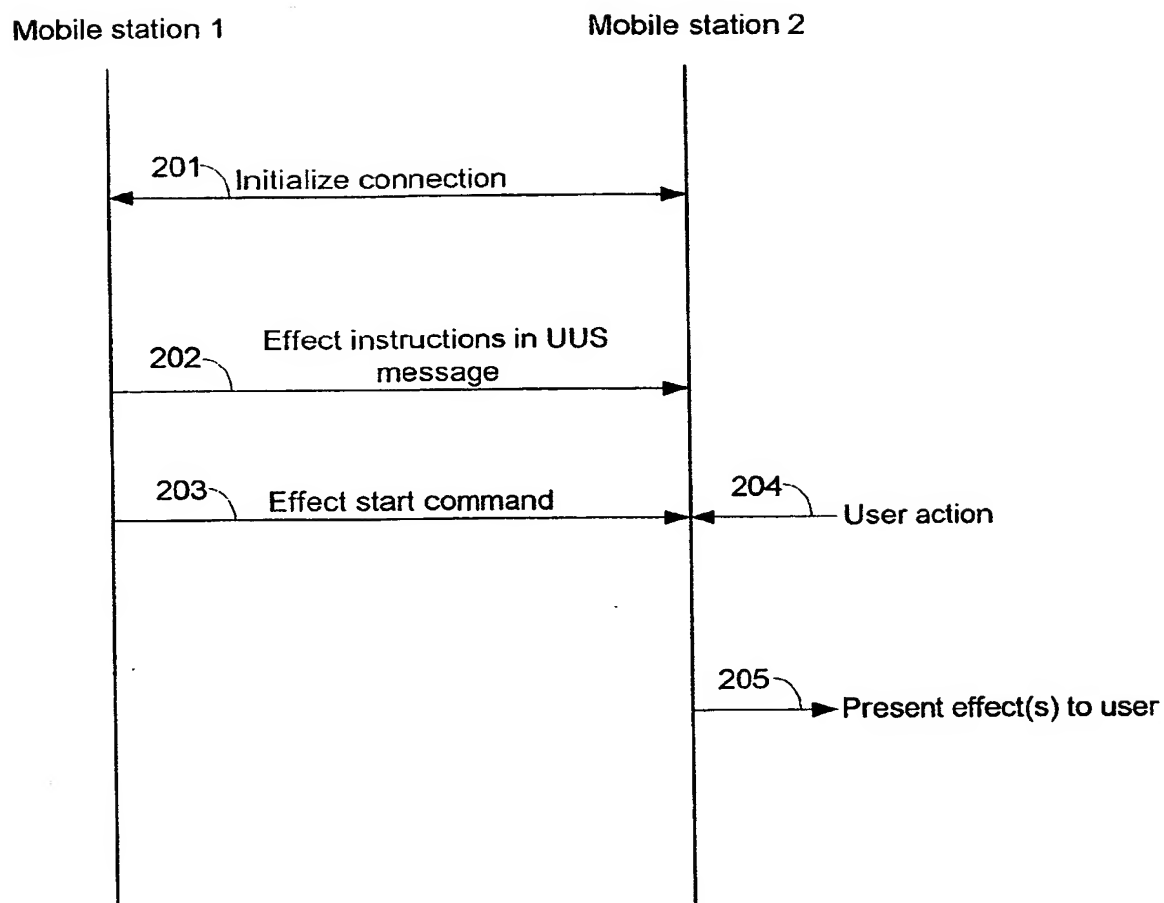 Mobile station 1
Mobile station 2
201
Initialize connection
Effect instructions in UUS
202
message
203
Effect start command
204
User action
205
Present effect(s) to user